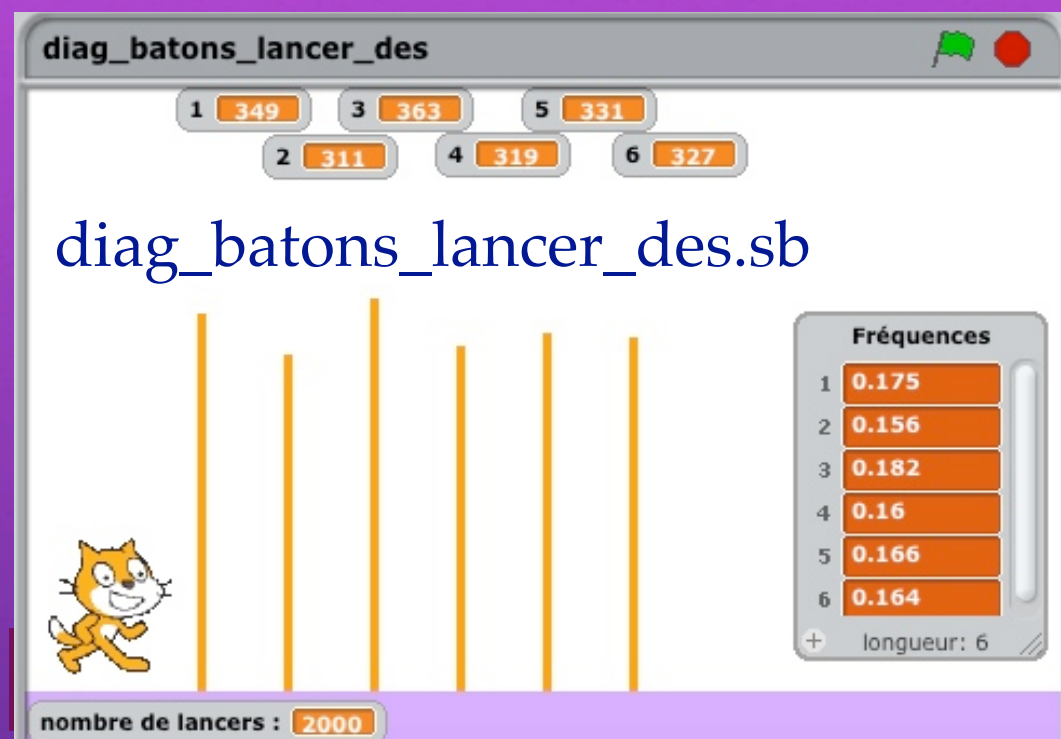 diag_batons_lancer_des
1 349 3 363 5 331
2 311 4 319 6 327
diag_batons_lancer_des.sb
Fréquences
1 0.175
2 0.156
3 0.182
4 0.16
5 0.166
6 0.164
+ longueur: 6
nombre de lancers : 2000